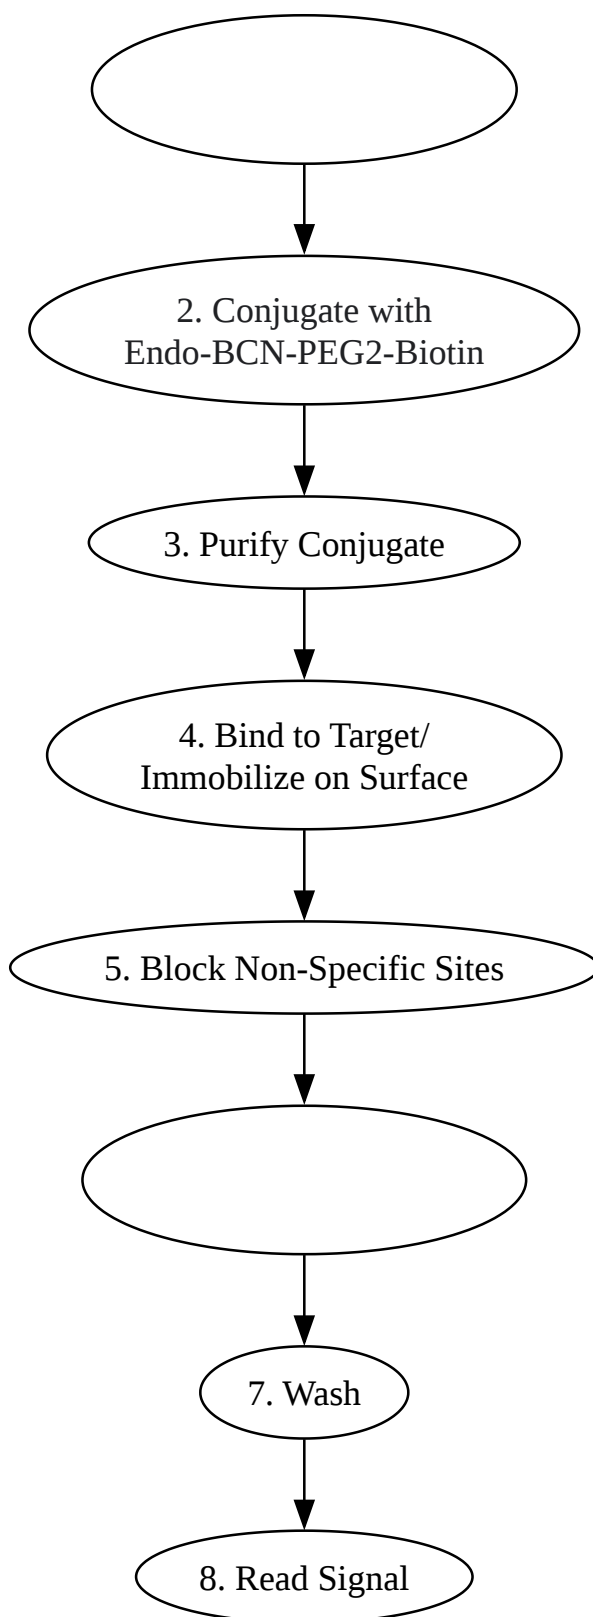 2. Conjugate with
Endo-BCN-PEG2-Biotin
3. Purify Conjugate
4. Bind to Target/
Immobilize on Surface
5. Block Non-Specific Sites
7. Wash
8. Read Signal